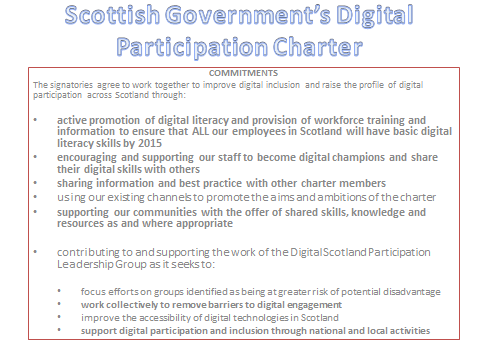 Scottish Government's Digital
Participation Charter
COMMITMENTS
The signatories agree to work together to improve digital inclusion and raise the profile of digital
participation across Scotland through:
• active promotion of digital literacy and provision of workforce training and
information to ensure that ALL our employees in Scotland will have basic digital
literacy skills by 2015
• encouraging and supporting our staff to become digital champions and share
their digital skills with others
• sharing information and best practice with other charter members
• using our existing channels to promote the aims and ambitions of the charter
• supporting our communities with the offer of shared skills, knowledge and
resources as and where appropriate
• contributing to and supporting the work of the Digital Scotland Participation
Leadership Group as it seeks to:
• focus efforts on groups identified as being at greater risk of potential disadvantage
• work collectively to remove barriers to digital engagement
• improve the accessibility of digital technologies in Scotland
• support digital participation and inclusion through national and local activities